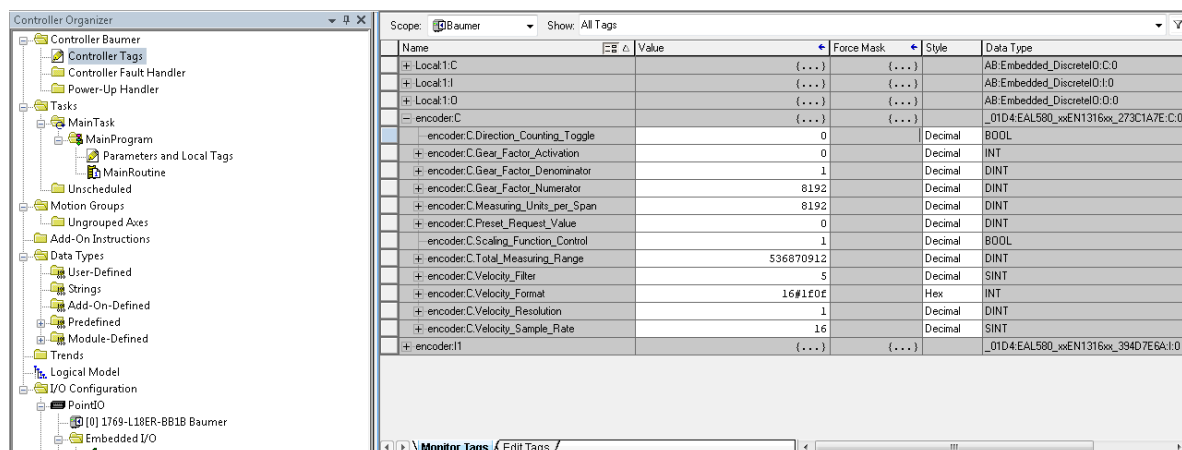 Controller Organizer
Controller Baumer
Controller Tags
Controller Fault Handler
Power-Up Handler
Tasks
MainTask
MainProgram
Parameters and Local Tags
MainRoutine
Unscheduled
Motion Groups
Ungrouped Axes
Add-On Instructions
Data Types
User-Defined
Strings
Add-On-Defined
Predefined
Module-Defined
Trends
Logical Model
I/O Configuration
PointIO
[0] 1769-L18ER-BB1B Baumer
Embedded I/O
Scope: Baumer Show: All Tags
Name Value Force Mask Style Data Type
Local:1:C {...} {...} AB:Embedded_DiscreteIO:C:0
Local:1:I {...} {...} AB:Embedded_DiscreteIO:I:0
Local:1:O {...} {...} AB:Embedded_DiscreteIO:O:0
encoder:C {...} {...} _01D4:EAL580_xxEN1316xx_273C1A7E:C:0
encoder:C.Direction_Counting_Toggle 0 Decimal BOOL
encoder:C.Gear_Factor_Activation 0 Decimal INT
encoder:C.Gear_Factor_Denominator 1 Decimal DINT
encoder:C.Gear_Factor_Numerator 8192 Decimal DINT
encoder:C.Measuring_Units_per_Span 8192 Decimal DINT
encoder:C.Preset_Request_Value 0 Decimal DINT
encoder:C.Scaling_Function_Control 1 Decimal BOOL
encoder:C.Total_Measuring_Range 536870912 Decimal DINT
encoder:C.Velocity_Filter 5 Decimal SINT
encoder:C.Velocity_Format 16#1f0f Hex INT
encoder:C.Velocity_Resolution 1 Decimal DINT
encoder:C.Velocity_Sample_Rate 16 Decimal SINT
encoder:I1 {...} {...} _01D4:EAL580_xxEN1316xx_394D7E6A:I:0
Monitor Tags Edit Tags